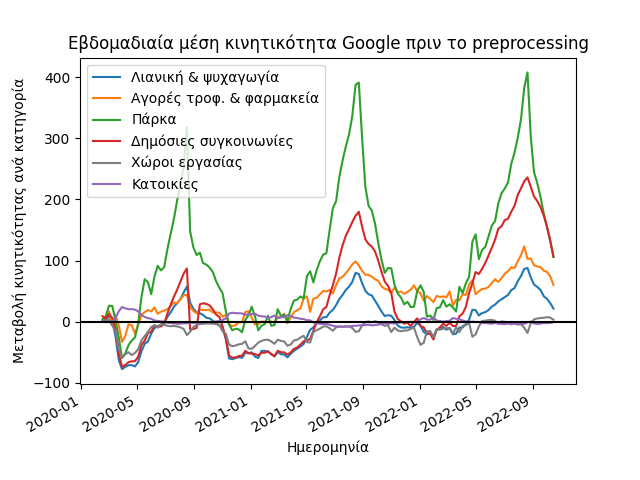 Εβδομαδιαία μέση κινητικότητα Google πριν το preprocessing
Μεταβολή κινητικότητας ανά κατηγορία
400
300
200
100
0
−100
Λιανική & ψυχαγωγία
Αγορές τροφ. & φαρμακεία
Πάρκα
Δημόσιες συγκοινωνίες
Χώροι εργασίας
Κατοικίες
2020-01
2020-05
2020-09
2021-01
2021-05
2021-09
2022-01
2022-05
2022-09
Ημερομηνία